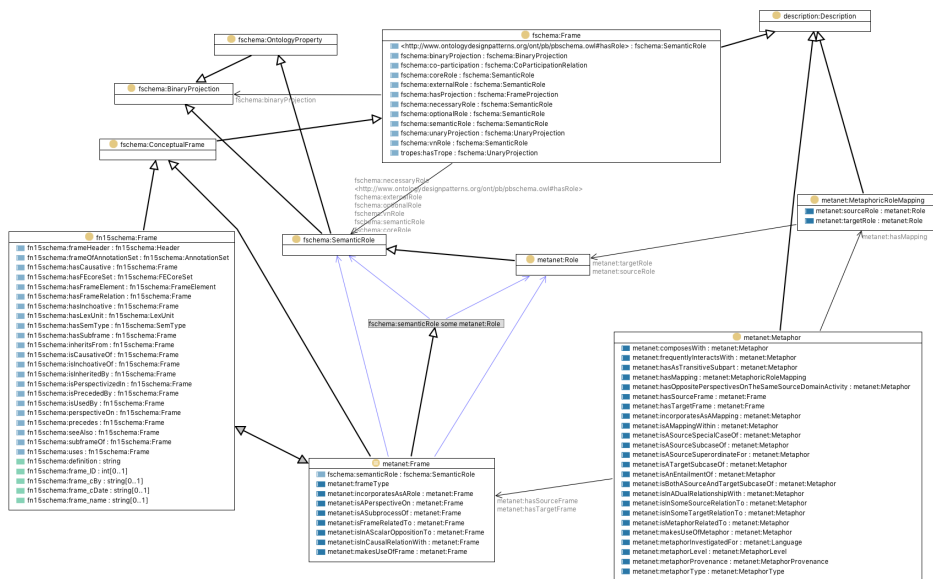 description:Description
fschema:OntologyProperty
fschema:Frame
<http://www.ontologydesignpatterns.org/ont/pb/pbschema.owl#hasRole> : fschema:SemanticRole
fschema:binaryProjection : fschema:BinaryProjection
fschema:co-participation : fschema:CoParticipationRelation
fschema:coreRole : fschema:SemanticRole
fschema:externalRole : fschema:SemanticRole
fschema:hasProjection : fschema:FrameProjection
fschema:necessaryRole : fschema:SemanticRole
fschema:optionalRole : fschema:SemanticRole
fschema:semanticRole : fschema:SemanticRole
fschema:unaryProjection : fschema:UnaryProjection
fschema:vnRole : fschema:SemanticRole
tropes:hasTrope : fschema:UnaryProjection
fschema:BinaryProjection
fschema:binaryProjection
fschema:ConceptualFrame
fschema:necessaryRole
<http://www.ontologydesignpatterns.org/ont/pb/pbschema.owl#hasRole>
fschema:externalRole
fschema:optionalRole
fschema:vnRole
fschema:semanticRole
fschema:coreRole
metanet:MetaphoricRoleMapping
metanet:sourceRole : metanet:Role
metanet:targetRole : metanet:Role
metanet:hasMapping
fschema:SemanticRole
metanet:Role
metanet:targetRole
metanet:sourceRole
fn15schema:Frame
fn15schema:frameHeader : fn15schema:Header
fn15schema:frameOfAnnotationSet : fn15schema:AnnotationSet
fn15schema:hasCausative : fn15schema:Frame
fn15schema:hasFEcoreSet : fn15schema:FECoreSet
fn15schema:hasFrameElement : fn15schema:FrameElement
fn15schema:hasFrameRelation : fn15schema:Frame
fn15schema:hasInchoative : fn15schema:Frame
fn15schema:hasLexUnit : fn15schema:LexUnit
fn15schema:hasSemType : fn15schema:SemType
fn15schema:hasSubframe : fn15schema:Frame
fn15schema:inheritsFrom : fn15schema:Frame
fn15schema:isCausativeOf : fn15schema:Frame
fn15schema:isInchoativeOf : fn15schema:Frame
fn15schema:isInheritedBy : fn15schema:Frame
fn15schema:isPerspectivizedIn : fn15schema:Frame
fn15schema:isPrecededBy : fn15schema:Frame
fn15schema:isUsedBy : fn15schema:Frame
fn15schema:perspectiveOn : fn15schema:Frame
fn15schema:precedes : fn15schema:Frame
fn15schema:seeAlso : fn15schema:Frame
fn15schema:subframeOf : fn15schema:Frame
fn15schema:uses : fn15schema:Frame
fn15schema:definition : string
fn15schema:frame_ID : int[0..1]
fn15schema:frame_cBy : string[0..1]
fn15schema:frame_cDate : string[0..1]
fn15schema:frame_name : string[0..1]
fschema:semanticRole some metanet:Role
metanet:Metaphor
metanet:composesWith : metanet:Metaphor
metanet:frequentlyInteractsWith : metanet:Metaphor
metanet:hasAsTransitiveSubpart : metanet:Metaphor
metanet:hasMapping : metanet:MetaphoricRoleMapping
metanet:hasOppositePerspectivesOnTheSameSourceDomainActivity : metanet:Metaphor
metanet:hasSourceFrame : metanet:Frame
metanet:hasTargetFrame : metanet:Frame
metanet:incorporatesAsAMapping : metanet:Metaphor
metanet:isAMappingWithin : metanet:Metaphor
metanet:isASourceSpecialCaseOf : metanet:Metaphor
metanet:isASourceSubcaseOf : metanet:Metaphor
metanet:isASourceSuperordinateFor : metanet:Metaphor
metanet:isATargetSubcaseOf : metanet:Metaphor
metanet:isAnEntailmentOf : metanet:Metaphor
metanet:isBothASourceAndTargetSubcaseOf : metanet:Metaphor
metanet:isInADualRelationshipWith : metanet:Metaphor
metanet:isInSomeSourceRelationTo : metanet:Metaphor
metanet:isInSomeTargetRelationTo : metanet:Metaphor
metanet:isMetaphorRelatedTo : metanet:Metaphor
metanet:makesUseOfMetaphor : metanet:Metaphor
metanet:metaphorInvestigatedFor : metanet:Language
metanet:metaphorLevel : metanet:MetaphorLevel
metanet:metaphorProvenance : metanet:MetaphorProvenance
metanet:metaphorType : metanet:MetaphorType
metanet:Frame
fschema:semanticRole : fschema:SemanticRole
metanet:frameType
metanet:incorporatesAsARole : metanet:Frame
metanet:isAPerspectiveOn : metanet:Frame
metanet:isASubprocessOf : metanet:Frame
metanet:isFrameRelatedTo : metanet:Frame
metanet:isInAScalarOppositionTo : metanet:Frame
metanet:isInCausalRelationWith : metanet:Frame
metanet:makesUseOfFrame : metanet:Frame
metanet:hasSourceFrame
metanet:hasTargetFrame